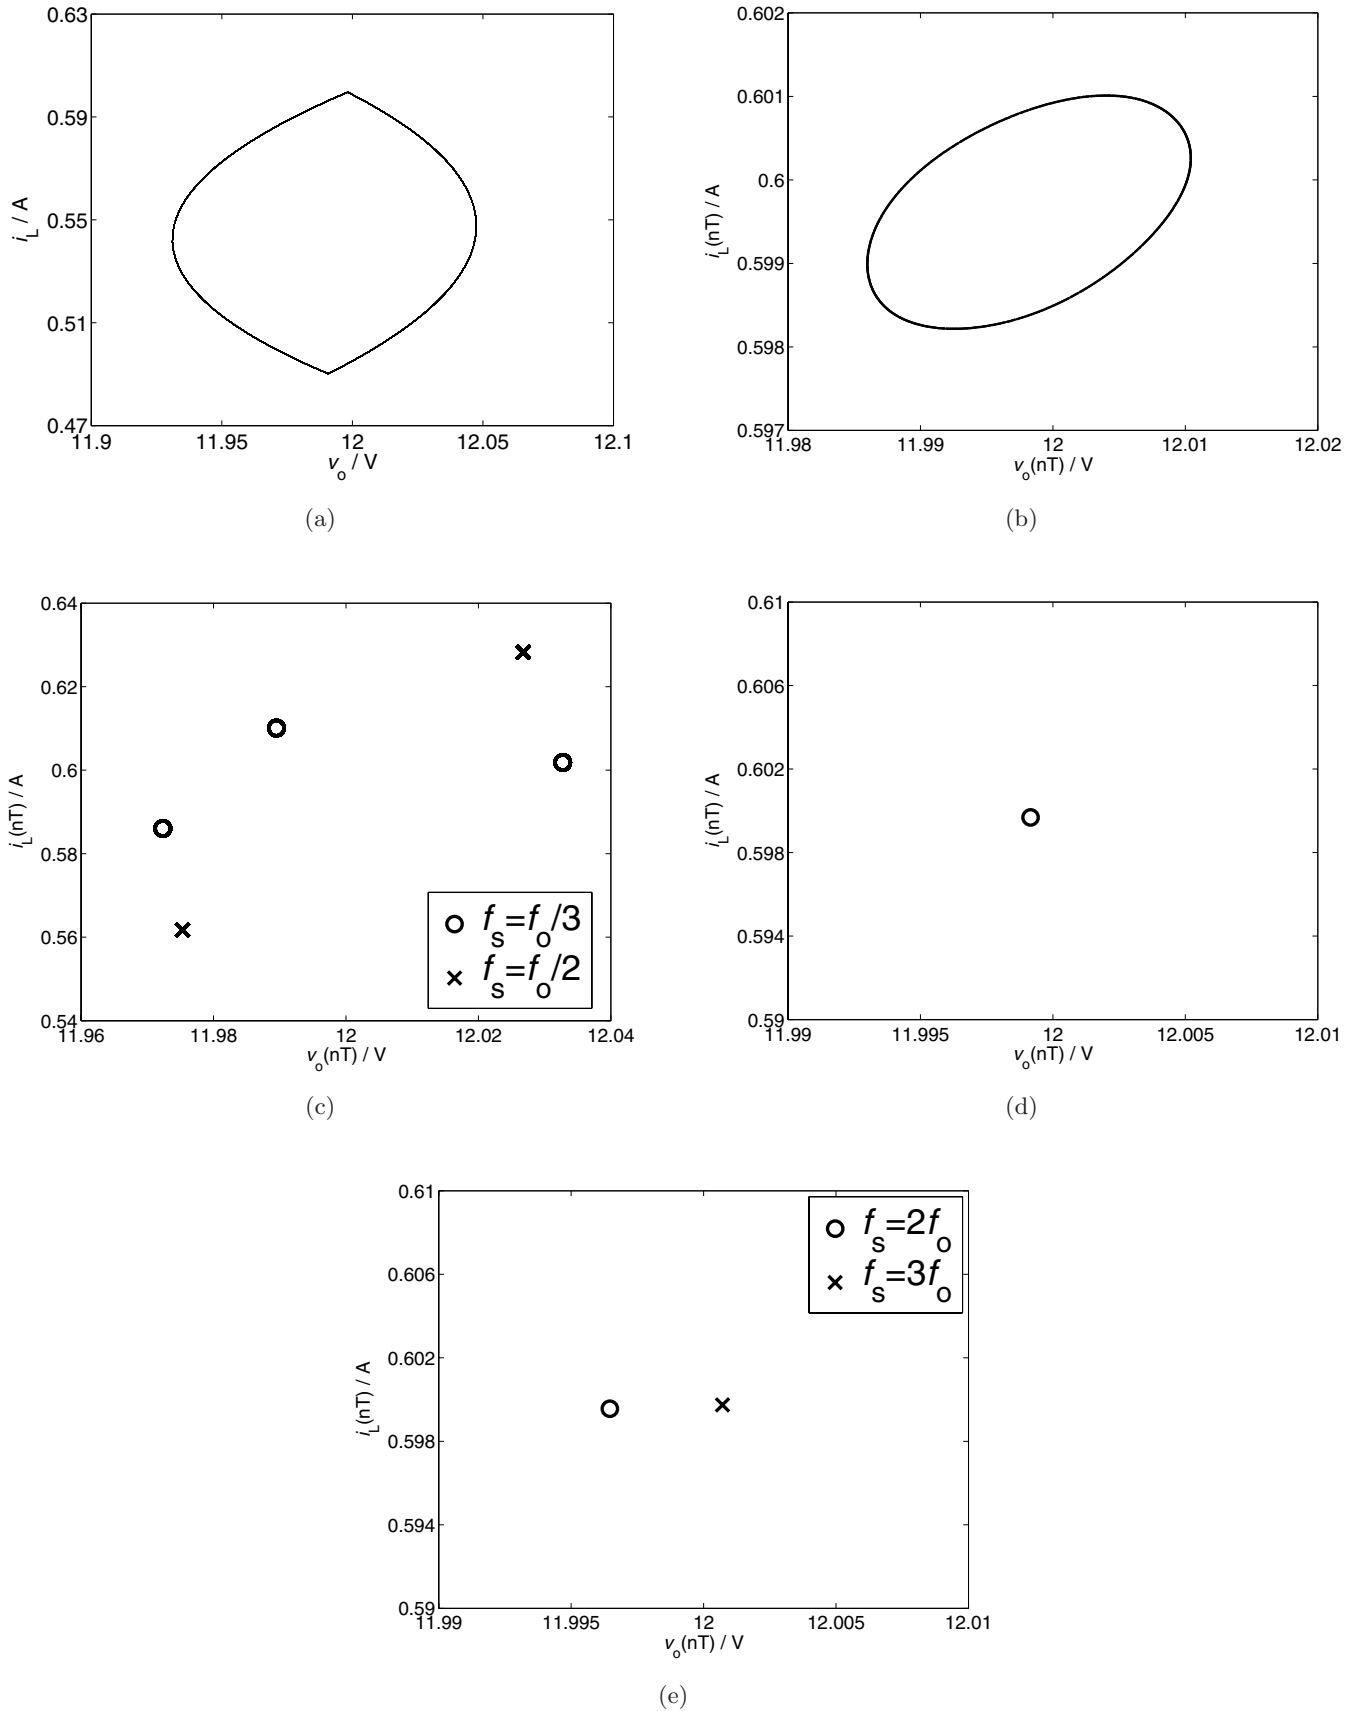 0.63
0.59
0.55
0.51
0.47
11.9
11.95
12
12.05
12.1
i_L / A
v_o / V
(a)
0.602
0.601
0.6
0.599
0.598
0.597
11.98
11.99
12
12.01
12.02
i_L(nT) / A
v_o(nT) / V
(b)
0.64
0.62
0.6
0.58
0.56
0.54
11.96
11.98
12
12.02
12.04
i_L(nT) / A
v_o(nT) / V
f_s=f_o/3
f_s=f_o/2
(c)
0.61
0.606
0.602
0.598
0.594
0.59
11.99
11.995
12
12.005
12.01
i_L(nT) / A
v_o(nT) / V
(d)
0.61
0.606
0.602
0.598
0.594
0.59
11.99
11.995
12
12.005
12.01
i_L(nT) / A
v_o(nT) / V
f_s=2f_o
f_s=3f_o
(e)